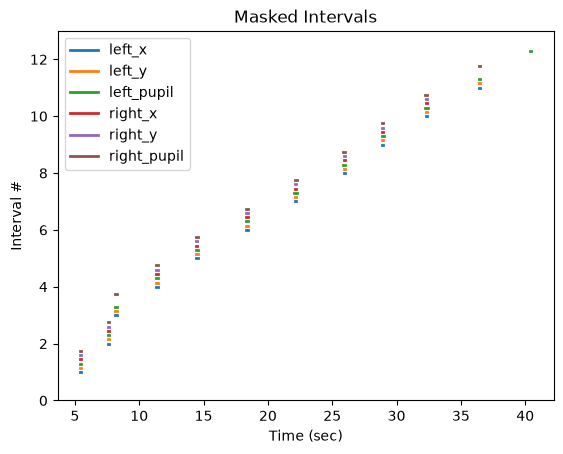 Masked Intervals
left_x
left_y
left_pupil
right_x
right_y
right_pupil
Interval #
12
10
8
6
4
2
0
5
10
15
20
25
30
35
40
Time (sec)